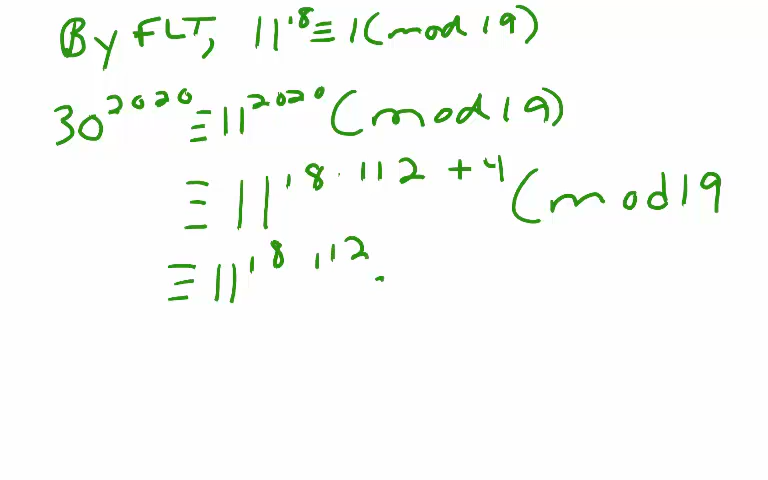 By FLT, 11^18 ≡ 1 (mod 19)
30^2020 ≡ 11^2020 (mod 19)
≡ 11^18·112+4 (mod 19
≡ 11^18·112 ·